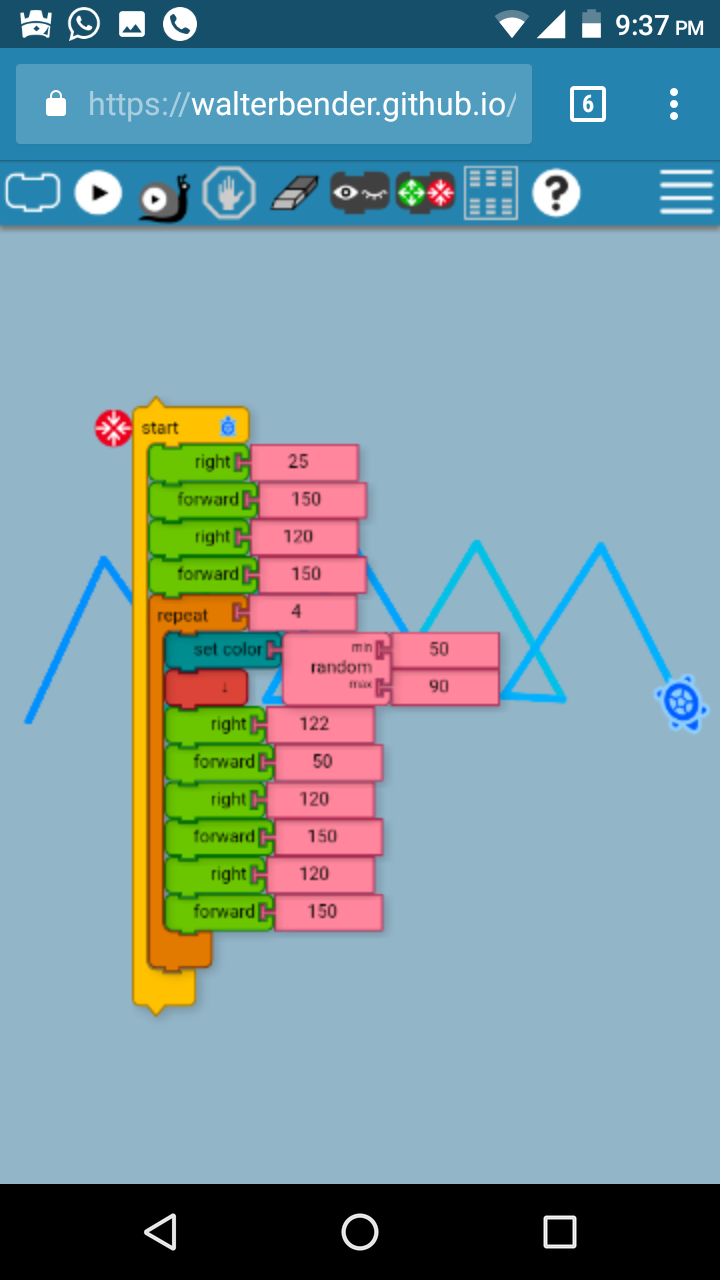 9:37 PM
https://walterbender.github.io/
6
?
start
right 25
forward 150
right 120
forward 150
repeat 4
set color random min 50
max 90
↓
right 122
forward 50
right 120
forward 150
right 120
forward 150